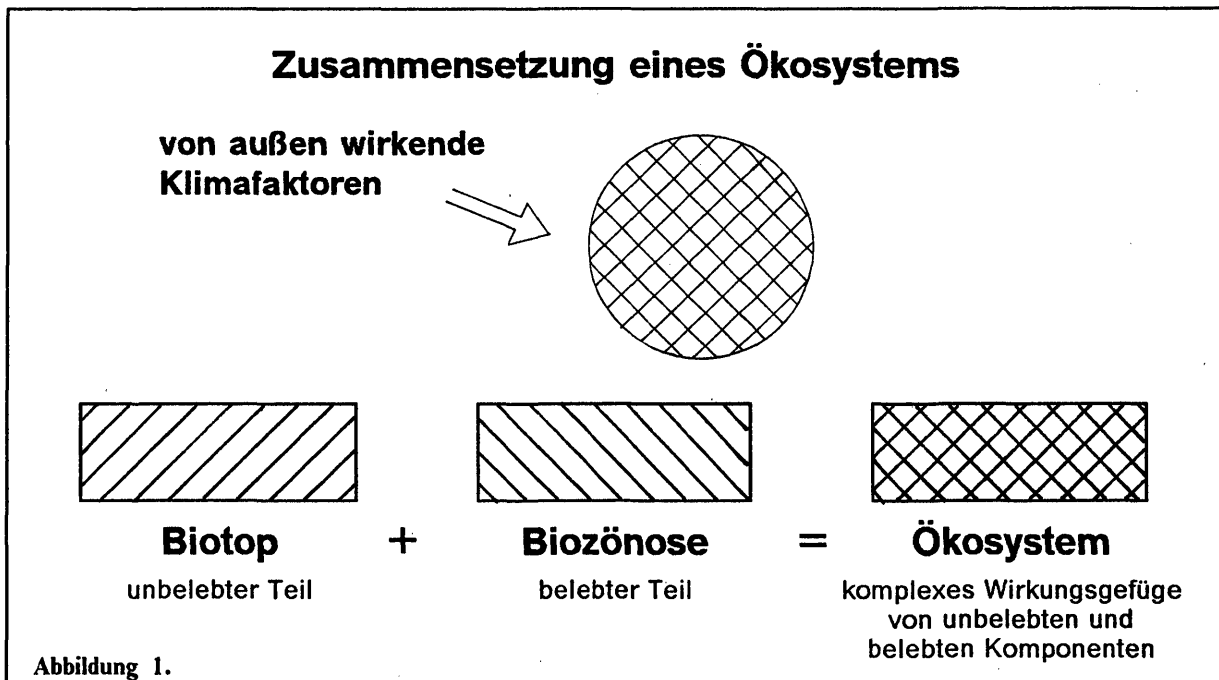 Zusammensetzung eines Ökosystems
von außen wirkende
Klimafaktoren
Biotop + Biozönose = Ökosystem
unbelebter Teil belebter Teil komplexes Wirkungsgefüge
von unbelebten und
belebten Komponenten
Abbildung 1.